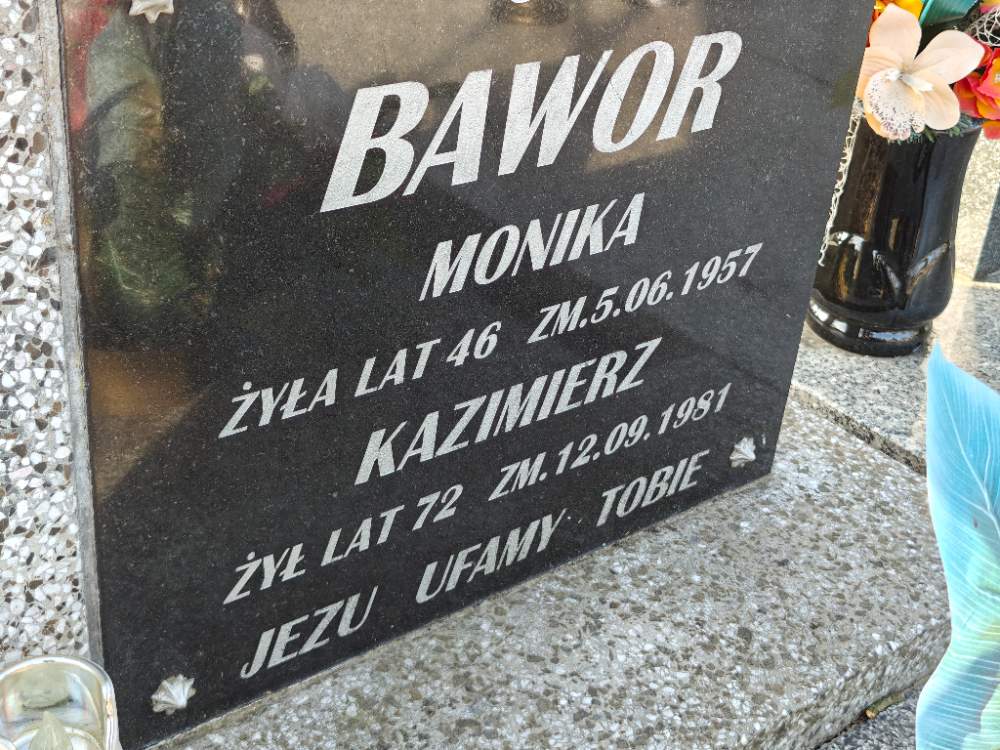 BAWOR
MONIKA
ŻYŁA LAT 46 ZM.5.06.1957
KAZIMIERZ
ŻYŁ LAT 72 ZM.12.09.1981
JEZU UFAMY TOBIE